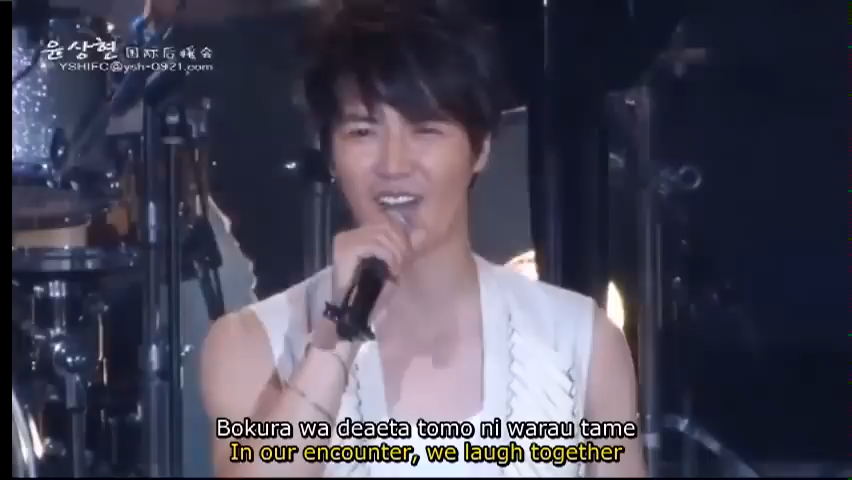 윤상현 国际后援会
YSHIFC@ysh-0921.com
Bokura wa deaeta tomo ni warau tame
In our encounter, we laugh together